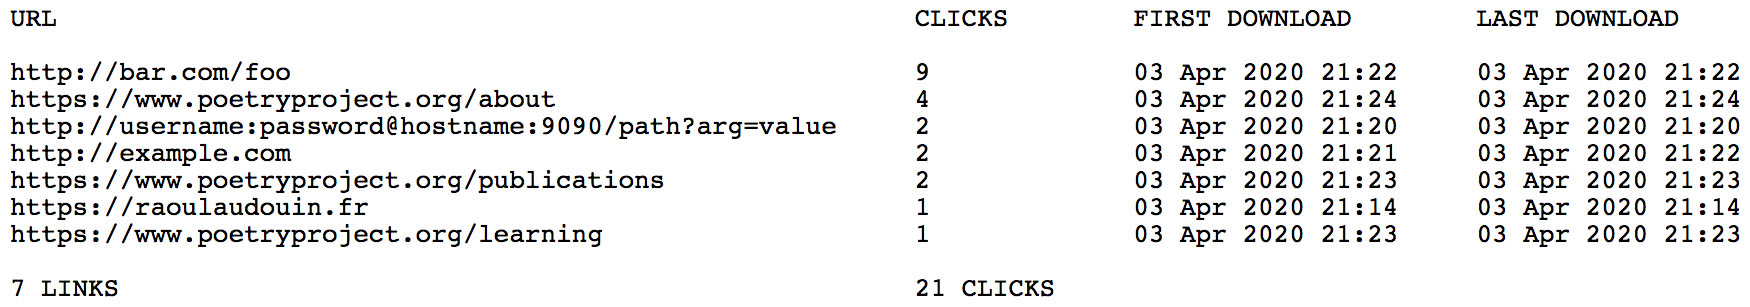 URL CLICKS FIRST DOWNLOAD LAST DOWNLOAD
http://bar.com/foo 9 03 Apr 2020 21:22 03 Apr 2020 21:22
https://www.poetryproject.org/about 4 03 Apr 2020 21:24 03 Apr 2020 21:24
http://username:password@hostname:9090/path?arg=value 2 03 Apr 2020 21:20 03 Apr 2020 21:20
http://example.com 2 03 Apr 2020 21:21 03 Apr 2020 21:22
https://www.poetryproject.org/publications 2 03 Apr 2020 21:23 03 Apr 2020 21:23
https://raoulaudouin.fr 1 03 Apr 2020 21:14 03 Apr 2020 21:14
https://www.poetryproject.org/learning 1 03 Apr 2020 21:23 03 Apr 2020 21:23
7 LINKS 21 CLICKS